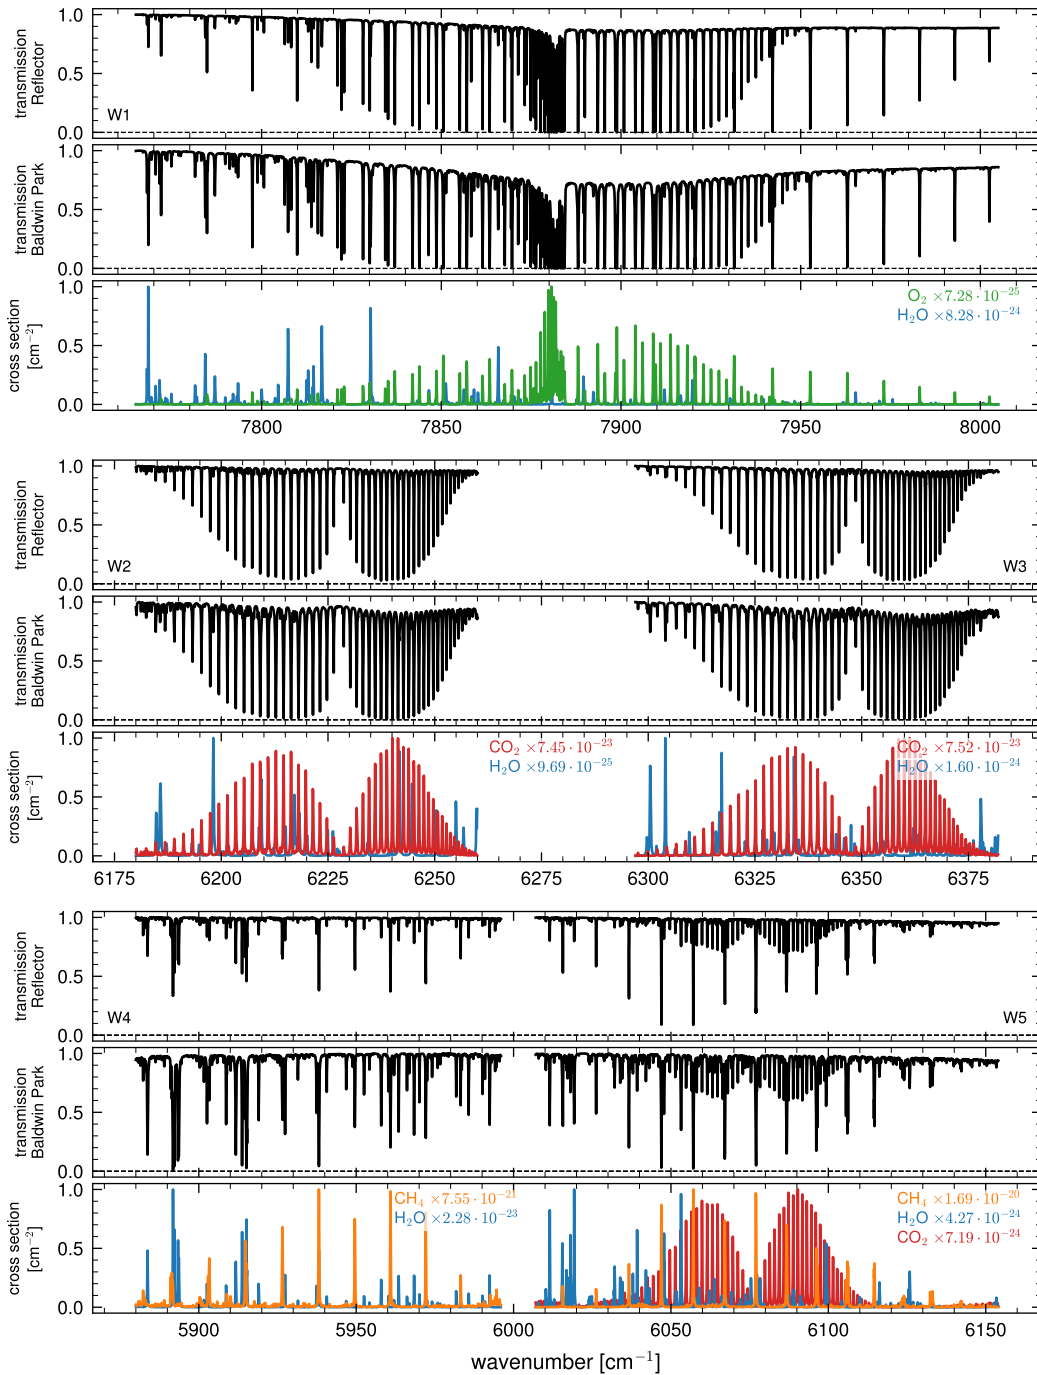 transmission
Reflector
1.0
0.5
0.0
W1
transmission
Baldwin Park
1.0
0.5
0.0
cross section
[cm⁻²]
1.0
0.5
0.0
O₂ ×7.28 · 10⁻²⁵
H₂O ×8.28 · 10⁻²⁴
7800 7850 7900 7950 8000
transmission
Reflector
1.0
0.5
0.0
W2 W3
transmission
Baldwin Park
1.0
0.5
0.0
cross section
[cm⁻²]
1.0
0.5
0.0
CO₂ ×7.45 · 10⁻²³
H₂O ×9.69 · 10⁻²⁵
CO₂ ×7.52 · 10⁻²³
H₂O ×1.60 · 10⁻²⁴
6175 6200 6225 6250 6275 6300 6325 6350 6375
transmission
Reflector
1.0
0.5
0.0
W4 W5
transmission
Baldwin Park
1.0
0.5
0.0
cross section
[cm⁻²]
1.0
0.5
0.0
CH₄ ×7.55 · 10⁻²¹
H₂O ×2.28 · 10⁻²³
CH₄ ×1.69 · 10⁻²⁰
H₂O ×4.27 · 10⁻²⁴
CO₂ ×7.19 · 10⁻²⁴
5900 5950 6000 6050 6100 6150
wavenumber [cm⁻¹]